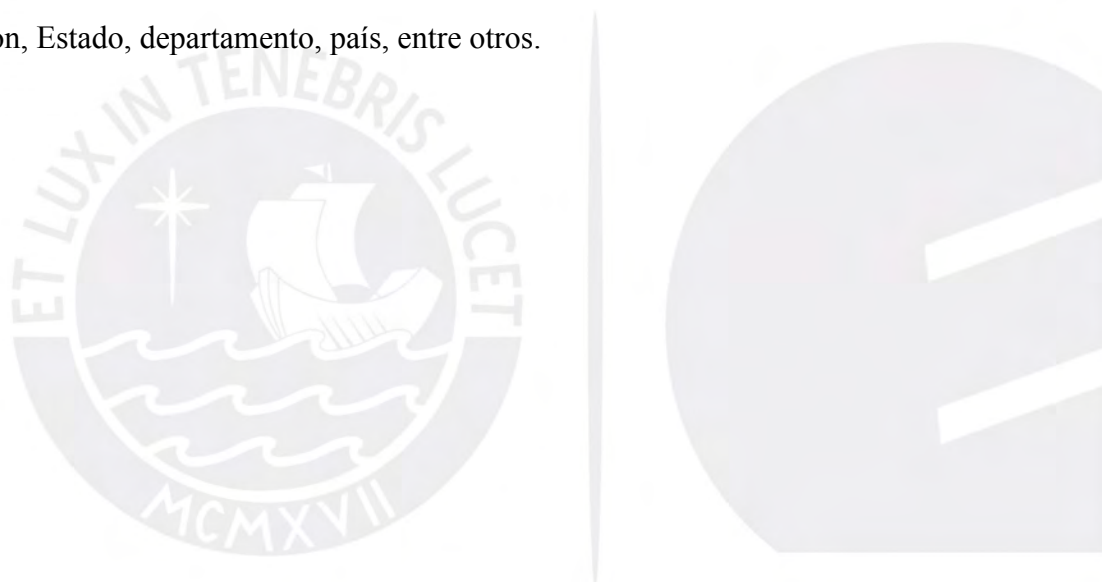 on, Estado, departamento, país, entre otros.
ET LUX IN TENEBRIS LUCET
MCMXVII